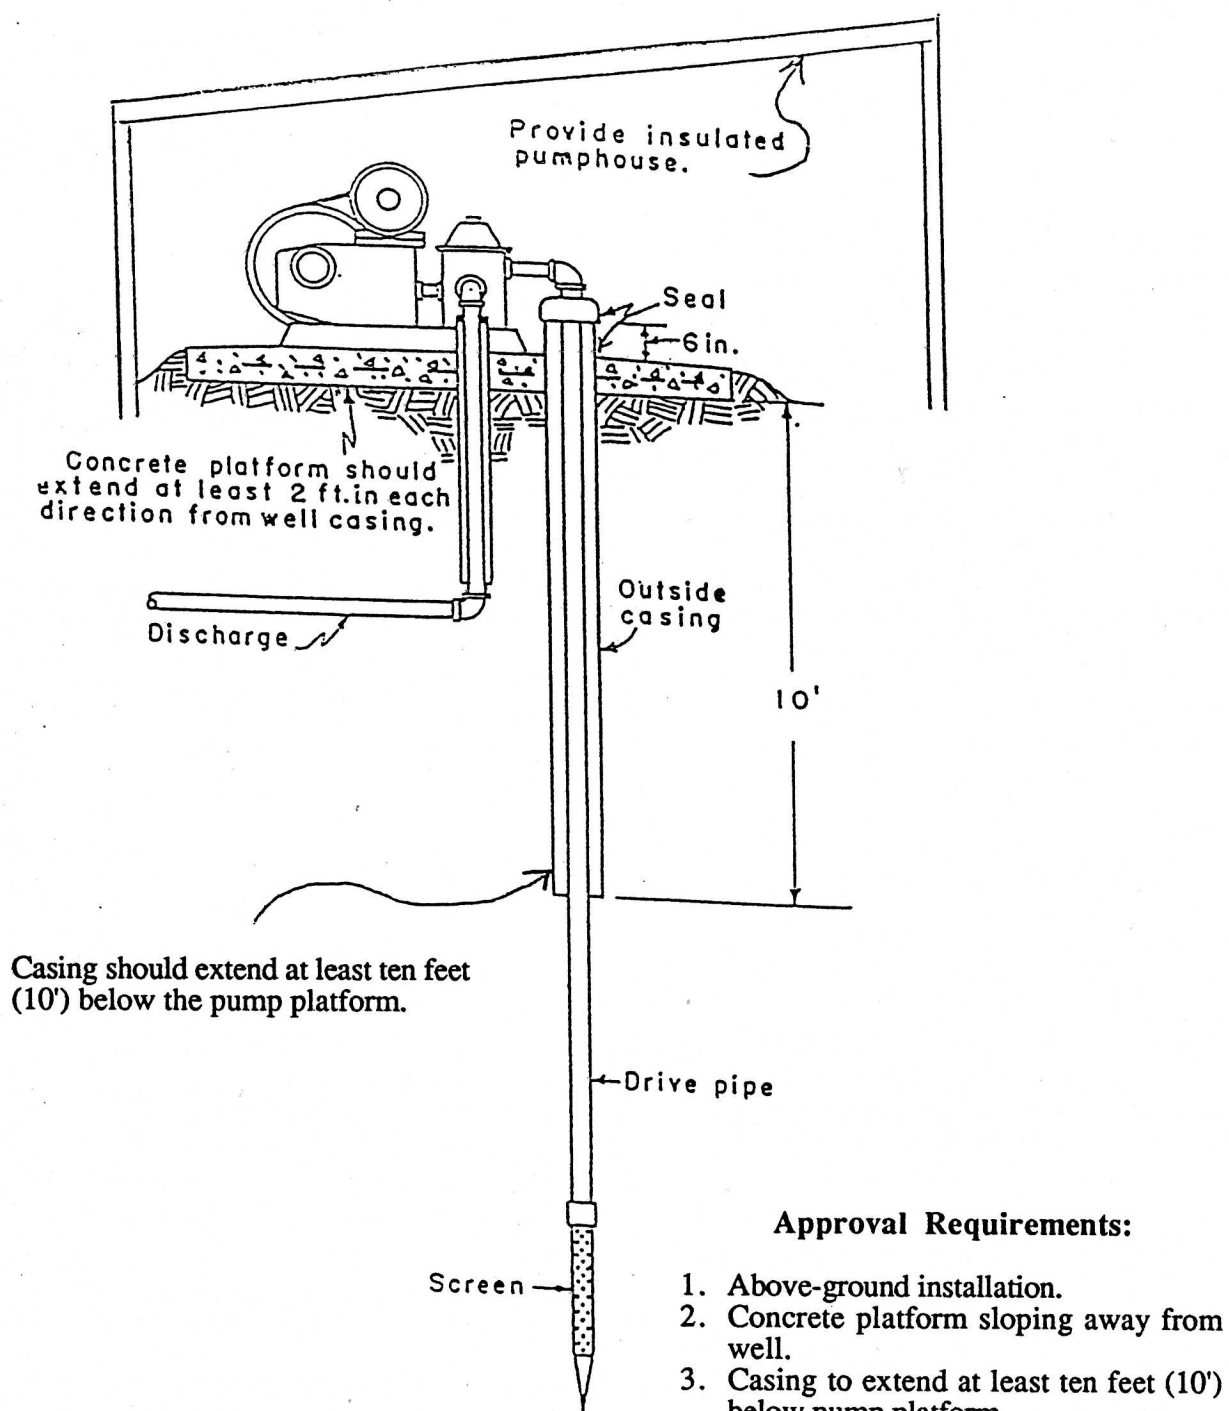 Provide insulated
pumphouse.
Seal
6 in.
Concrete platform should
extend at least 2 ft. in each
direction from well casing.
Outside
casing
Discharge
10'
Casing should extend at least ten feet
(10') below the pump platform.
Drive pipe
Approval Requirements:
Screen
1. Above-ground installation.
2. Concrete platform sloping away from
well.
3. Casing to extend at least ten feet (10')
below pump platform